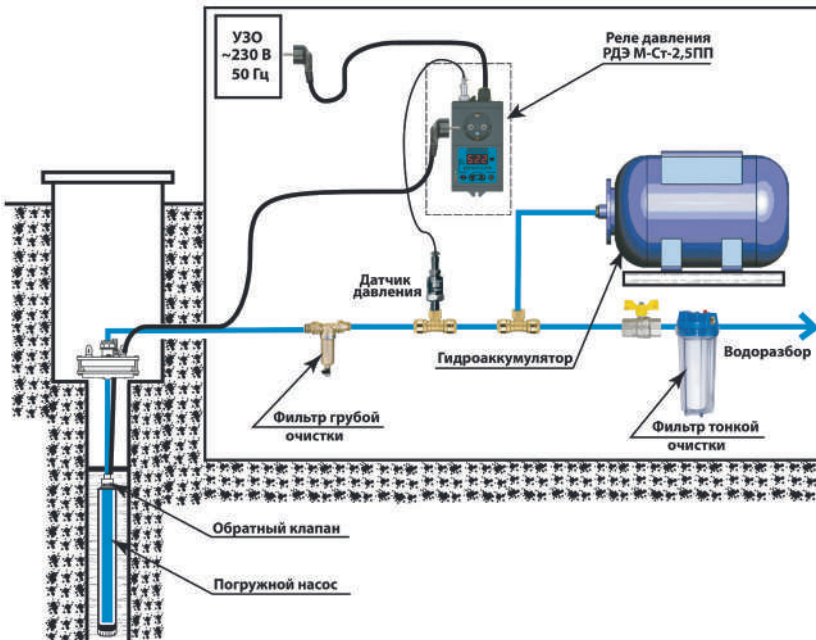 УЗО
~230 В
50 Гц
Реле давления
РДЭ М-Ст-2,5ПП
522
Датчик
давления
Гидроаккумулятор
Водоразбор
Фильтр грубой
очистки
Фильтр тонкой
очистки
Обратный клапан
Погружной насос